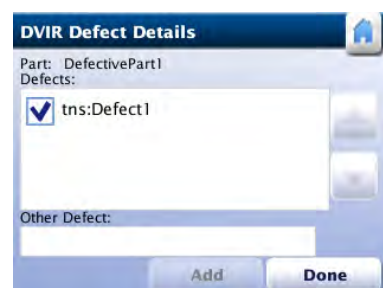 DVIR Defect Details
Part: DefectivePart1
Defects:
tns:Defect1
Other Defect:
Add Done